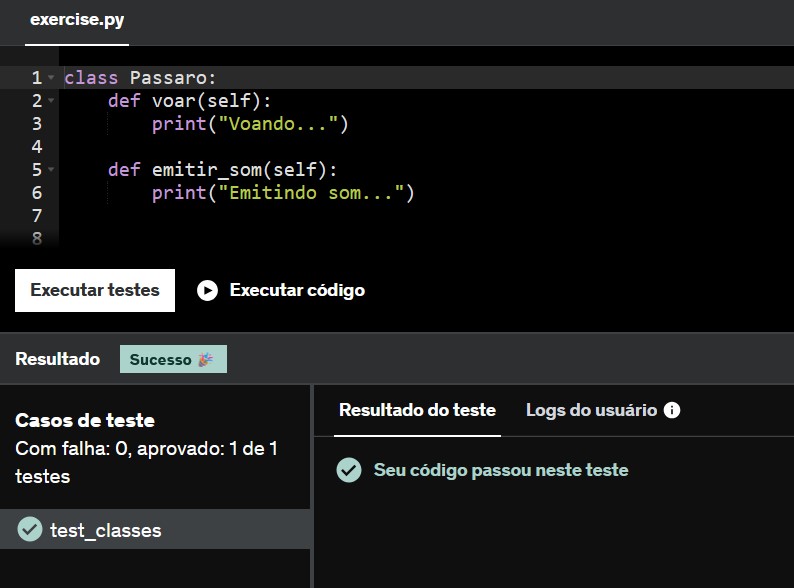 exercise.py
1 class Passaro:
2     def voar(self):
3         print("Voando...")
4
5     def emitir_som(self):
6         print("Emitindo som...")
7
8
Executar testes Executar código
Resultado Sucesso 🎉
Casos de teste
Com falha: 0, aprovado: 1 de 1
testes
test_classes
Resultado do teste Logs do usuário
Seu código passou neste teste